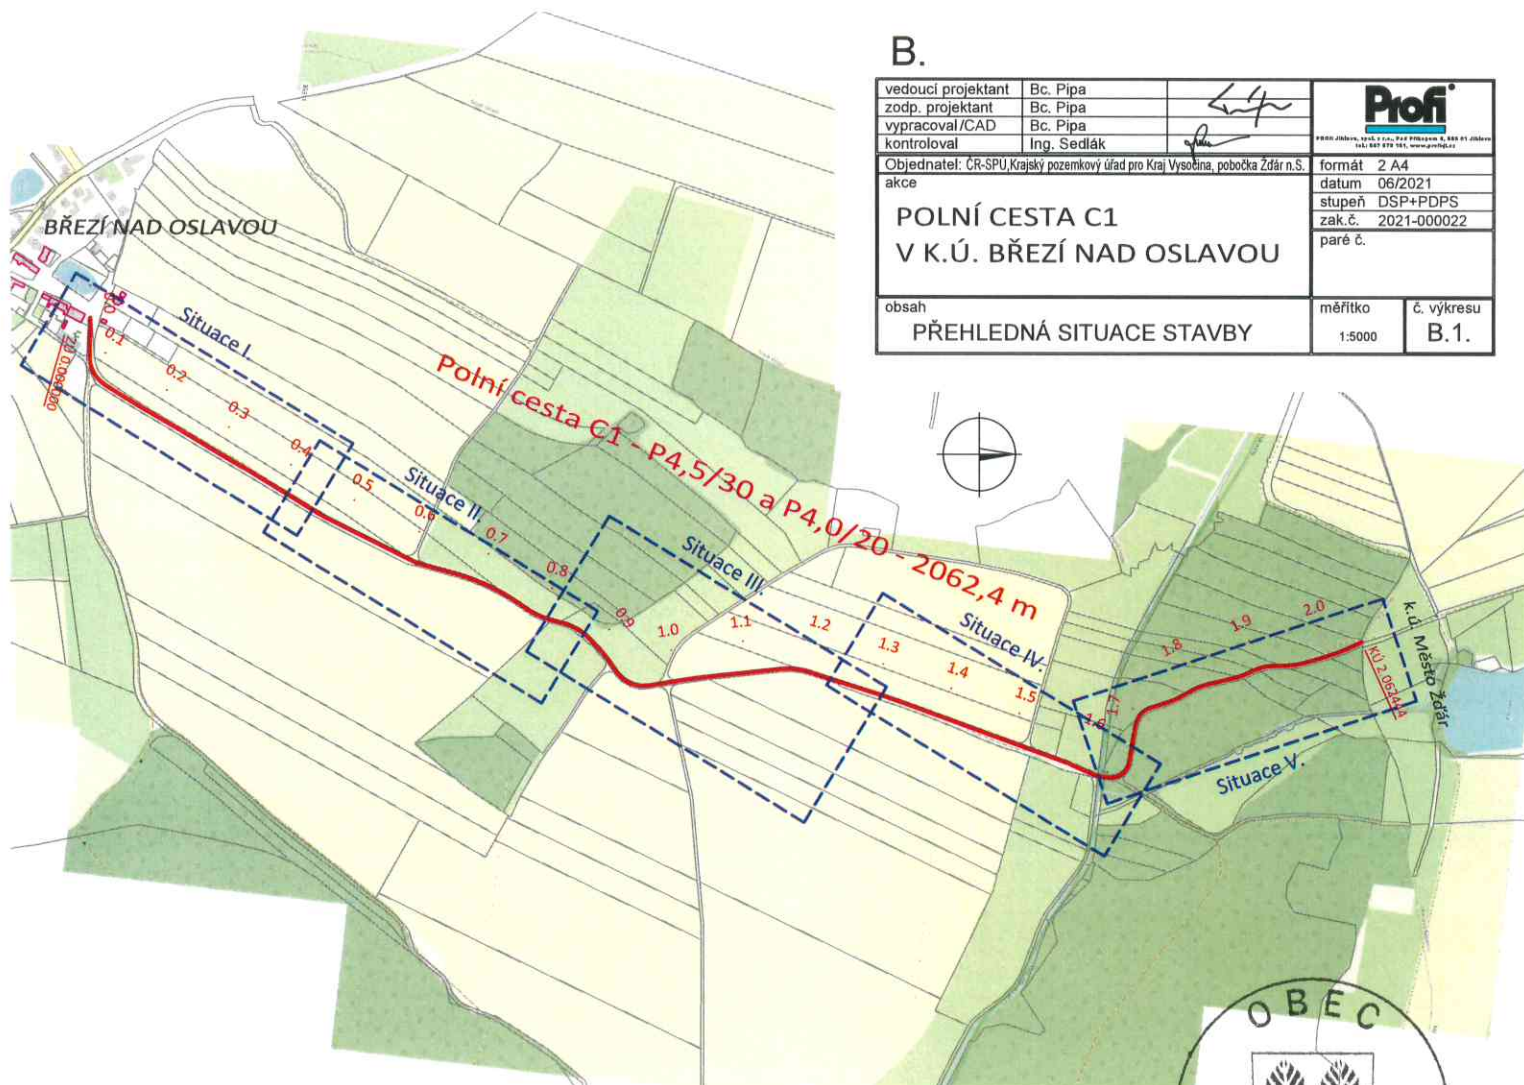 B.
vedoucí projektant Bc. Pipa
zodp. projektant Bc. Pipa
vypracoval/CAD Bc. Pipa
kontroloval Ing. Sedlák
Profi
Objednatel: ČR-SPÚ,Krajský pozemkový úřad pro Kraj Vysočina, pobočka Žďár n.S.
formát 2 A4
datum 06/2021
stupeň DSP+PDPS
zak.č. 2021-000022
paré č.
akce
POLNÍ CESTA C1
V K.Ú. BŘEZÍ NAD OSLAVOU
obsah
PŘEHLEDNÁ SITUACE STAVBY
měřítko
1:5000
č. výkresu
B.1.
BŘEZÍ NAD OSLAVOU
Situace I.
Situace II.
Situace III.
Situace IV.
Situace V.
Polní cesta C1 - P4,5/30 a P4,0/20 - 2062,4 m
ZÚ 0.000000
0.0
0.1
0.2
0.3
0.4
0.5
0.6
0.7
0.8
0.9
1.0
1.1
1.2
1.3
1.4
1.5
1.6
1.7
1.8
1.9
2.0
k.ú. Město Žďár
OBEC